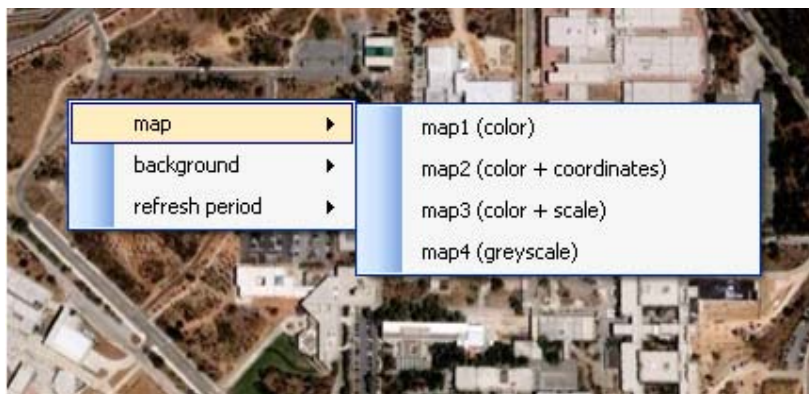 map
background
refresh period
map1 (color)
map2 (color + coordinates)
map3 (color + scale)
map4 (greyscale)